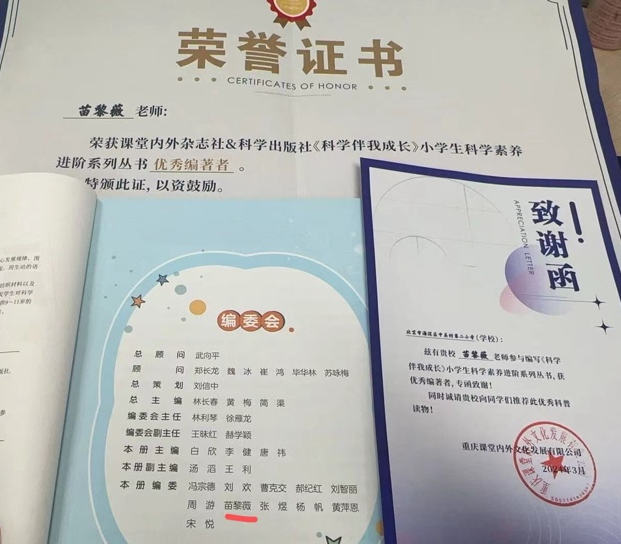 荣誉证书
CERTIFICATES OF HONOR
苗黎薇 老师:
荣获课堂内外杂志社&科学出版社《科学伴我成长》小学生科学素养
进阶系列丛书 优秀编著者 。
特颁此证,以资鼓励。
编委会
总顾问 武向平
顾问 郑长龙 魏冰 崔鸿 毕华林 苏咏梅
总策划 刘信中
总主编 林长春 黄梅 简渠
编委会主任 林利琴 徐雁龙
编委会副主任 王昳红 赫学颖
本册主编 白欣 李健 唐祎
本册副主编 汤滔 王利
本册编委 冯宗德 刘欢 曹克交 郝纪红 刘智丽
周游 苗黎薇 张煜 杨帆 黄萍恩
宋悦
致谢函
APPRECIATION LETTER
(学校):
兹有贵校 苗黎薇 老师参与编写《科学
伴我成长》小学生科学素养进阶系列丛书,获
优秀编著者,专函致谢!
同时诚请贵校向同学们推荐此优秀科普
读物!
重庆课堂内外文化发展有限公司
2024年3月